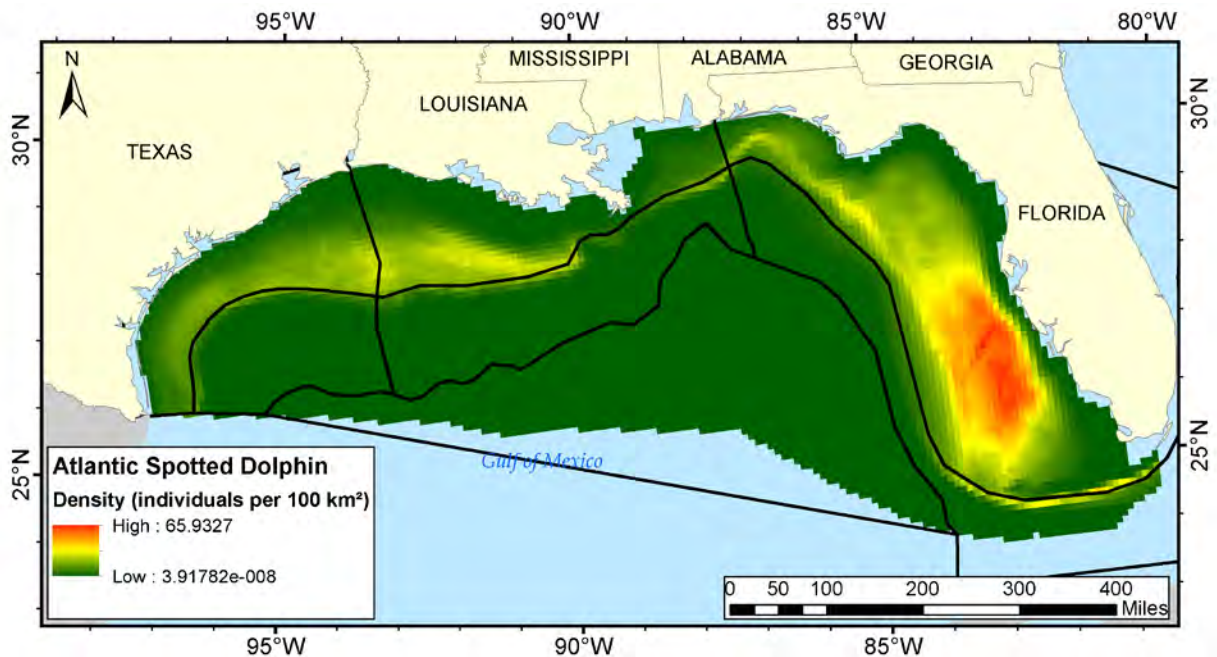 95°W 90°W 85°W 80°W
N
MISSISSIPPI ALABAMA GEORGIA
LOUISIANA
TEXAS
30°N 30°N
FLORIDA
25°N 25°N
Gulf of Mexico
Atlantic Spotted Dolphin
Density (individuals per 100 km²)
High : 65.9327
Low : 3.91782e-008
0 50 100 200 300 400
Miles
95°W 90°W 85°W